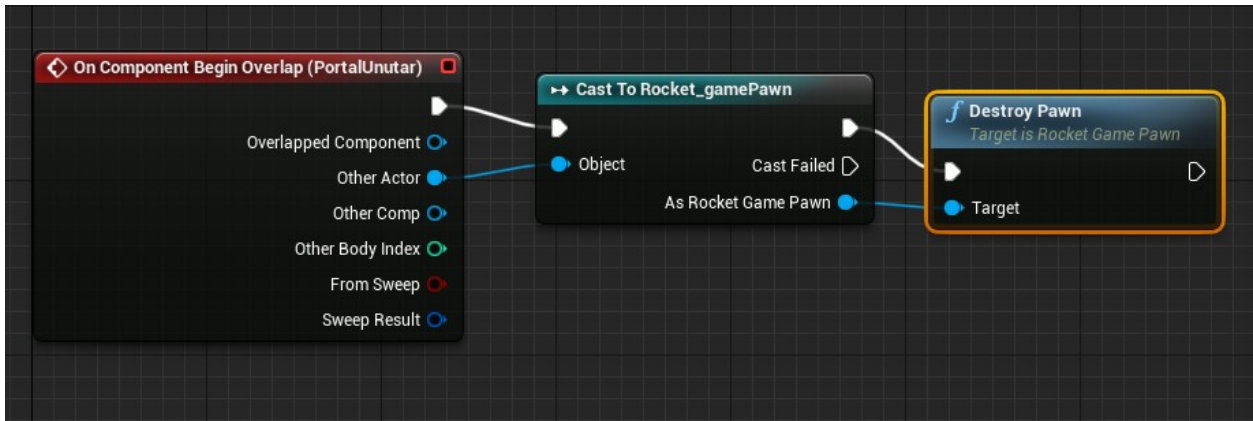 On Component Begin Overlap (PortalUnutar)
Overlapped Component
Other Actor
Other Comp
Other Body Index
From Sweep
Sweep Result
Cast To Rocket_gamePawn
Object
Cast Failed
As Rocket Game Pawn
f Destroy Pawn
Target is Rocket Game Pawn
Target